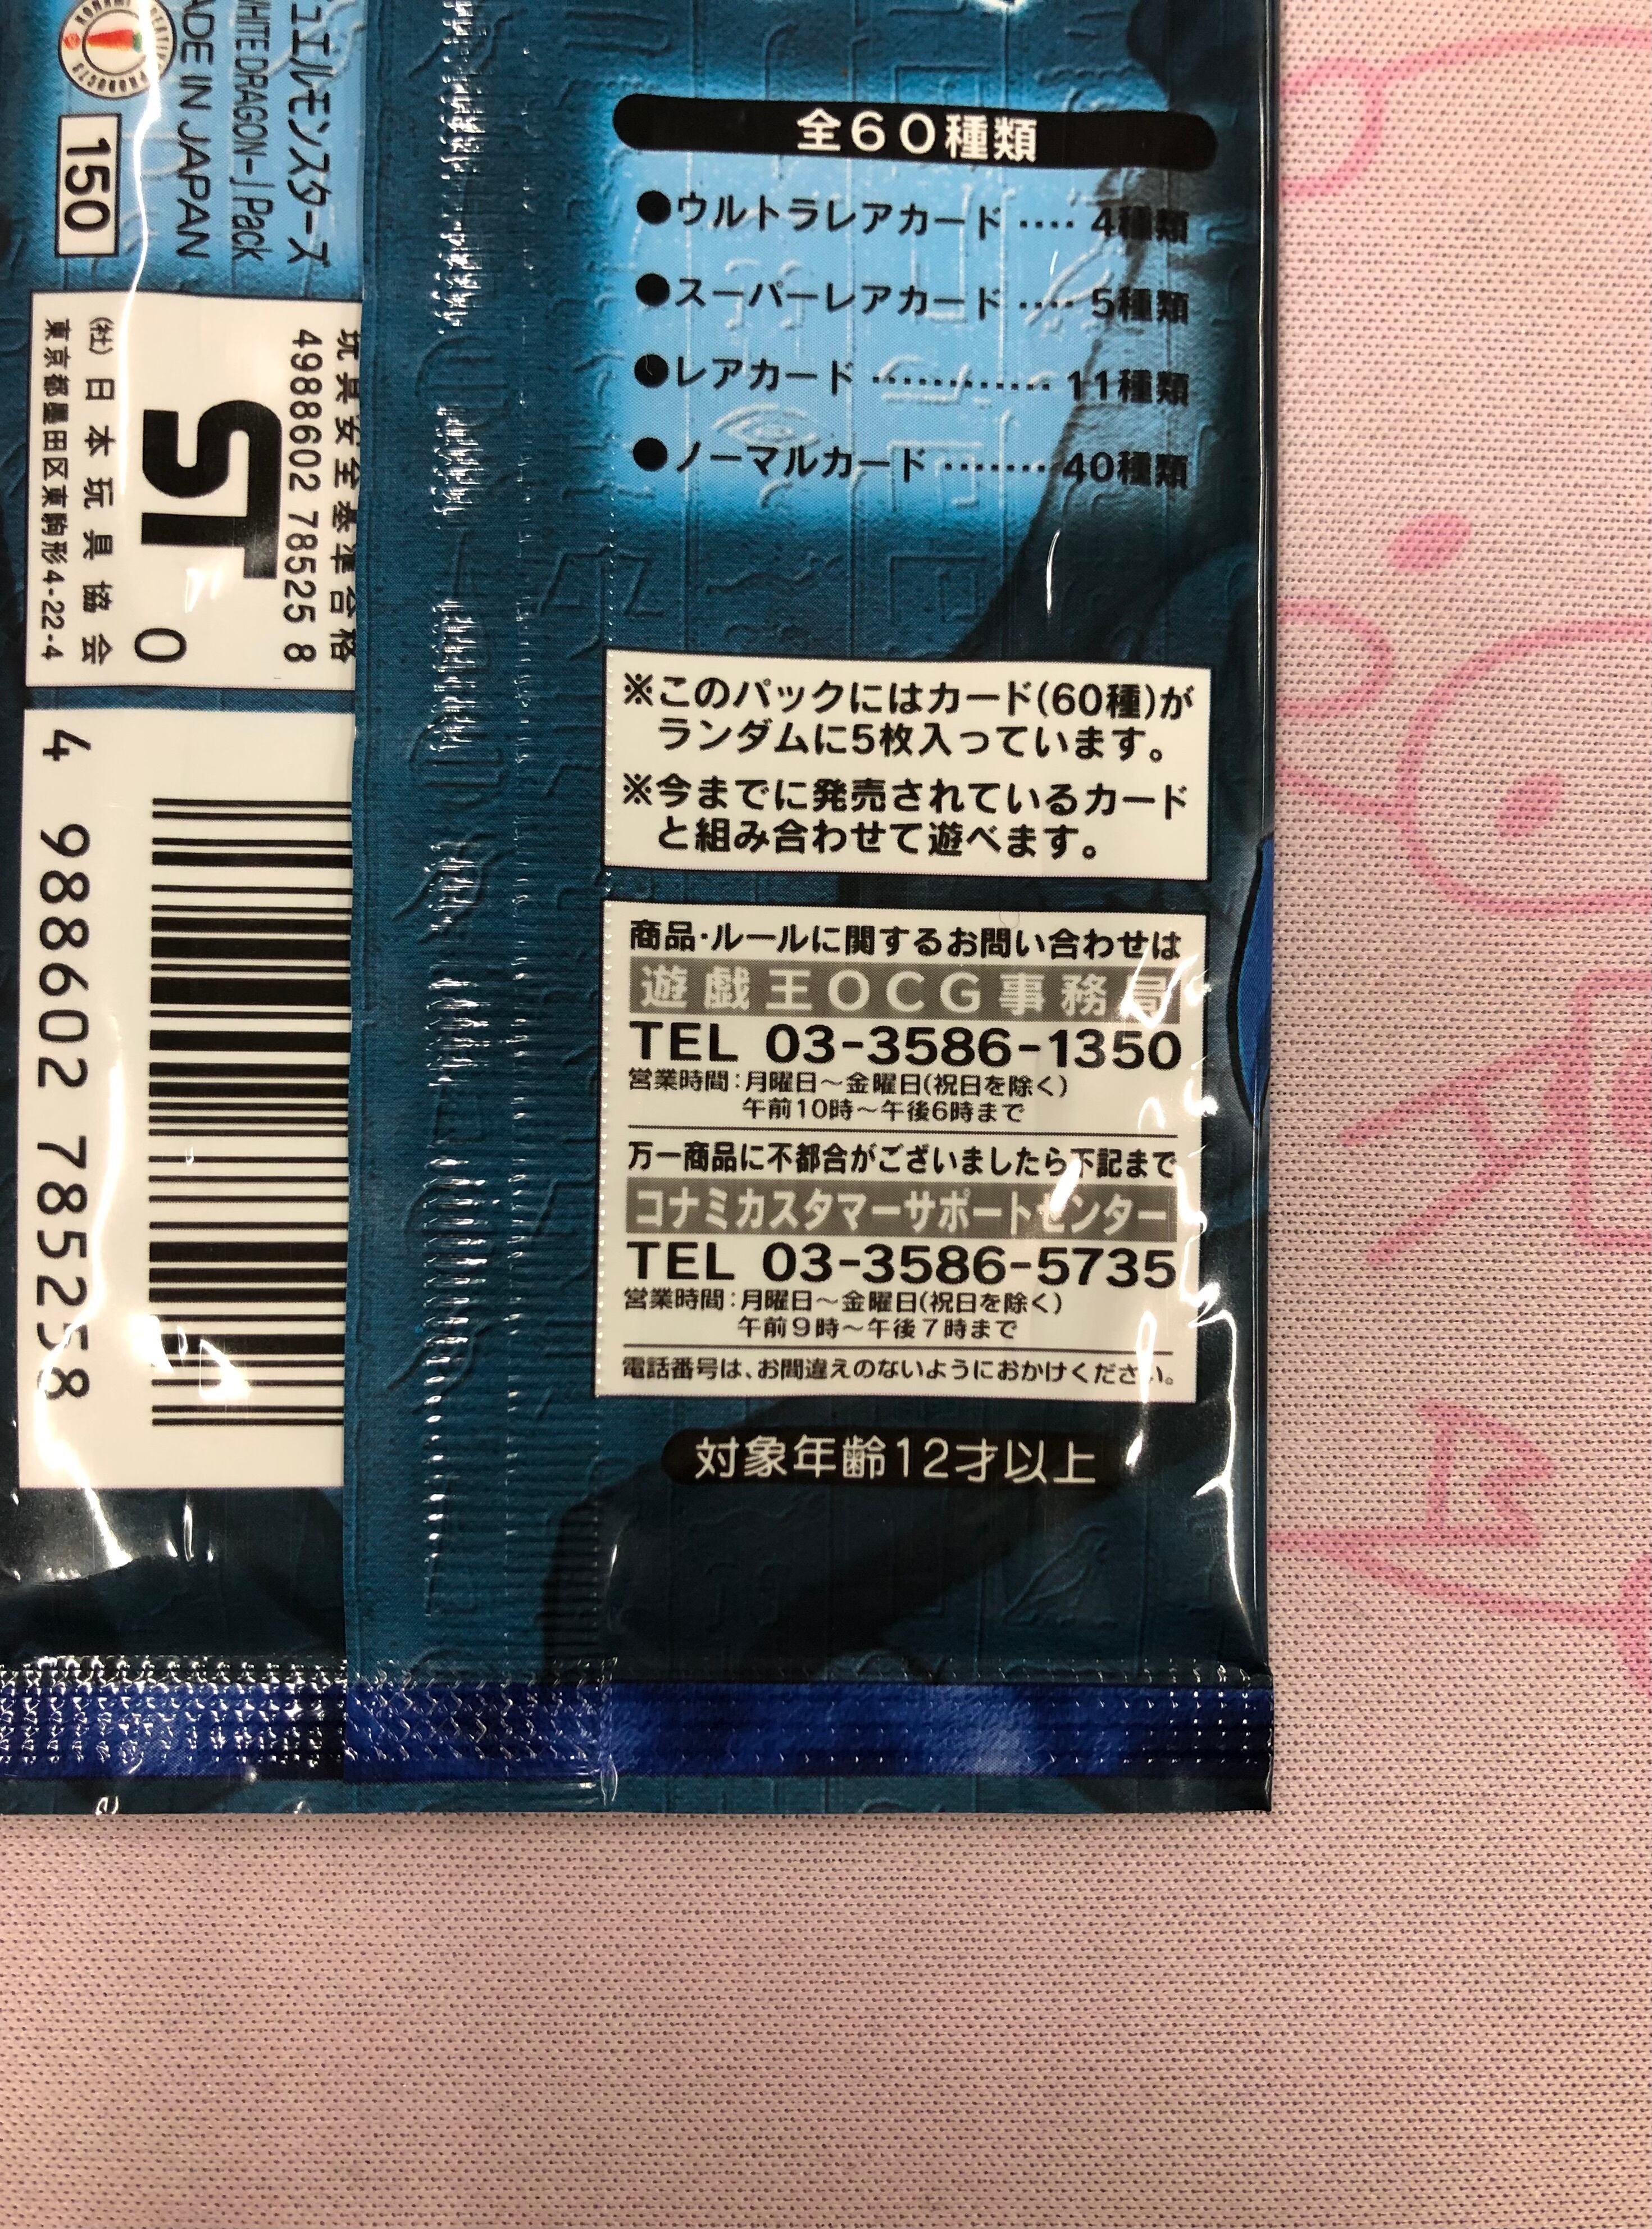 全60種類
●ウルトラレアカード ···· 4種類
●スーパーレアカード ···· 5種類
●レアカード ············ 11種類
●ノーマルカード ········ 40種類
※このパックにはカード(60種)が
ランダムに5枚入っています。
※今までに発売されているカード
と組み合わせて遊べます。
商品·ルールに関するお問い合わせは
遊戯王OCG事務局
TEL 03-3586-1350
営業時間:月曜日～金曜日(祝日を除く)
午前10時～午後6時まで
万一商品に不都合がございましたら下記まで
コナミカスタマーサポートセンター
TEL 03-3586-5735
営業時間:月曜日～金曜日(祝日を除く)
午前9時～午後7時まで
電話番号は、お間違えのないようにおかけください。
対象年齢12才以上
ュエルモンスターズ
WHITE DRAGON-] Pack
MADE IN JAPAN
150
玩具安全基準合格
4988602 78525 8
ST
0
(社)日本玩具協会
東京都墨田区東駒形4-22-4
4 988602 785258